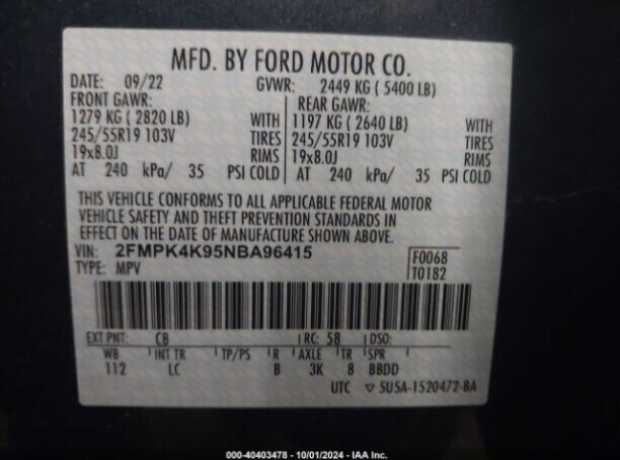 MFD. BY FORD MOTOR CO.
DATE: 09/22 GVWR: 2449 KG ( 5400 LB)
FRONT GAWR: REAR GAWR:
1279 KG ( 2820 LB) WITH 1197 KG ( 2640 LB) WITH
245/55R19 103V TIRES 245/55R19 103V TIRES
19x8.0J RIMS 19x8.0J RIMS
AT 240 kPa/ 35 PSI COLD AT 240 kPa/ 35 PSI COLD
THIS VEHICLE CONFORMS TO ALL APPLICABLE FEDERAL MOTOR
VEHICLE SAFETY AND THEFT PREVENTION STANDARDS IN
EFFECT ON THE DATE OF MANUFACTURE SHOWN ABOVE.
VIN: 2FMPK4K95NBA96415 F0068
TYPE: MPV T0182
EXT PNT: CB RC: 58 DSO:
WB INT TR TP/PS R AXLE TR SPR
112 LC B 3K 8 BBDD
UTC ▽ 5U5A-1520472-BA
000-40403478 - 10/01/2024 - IAA Inc.